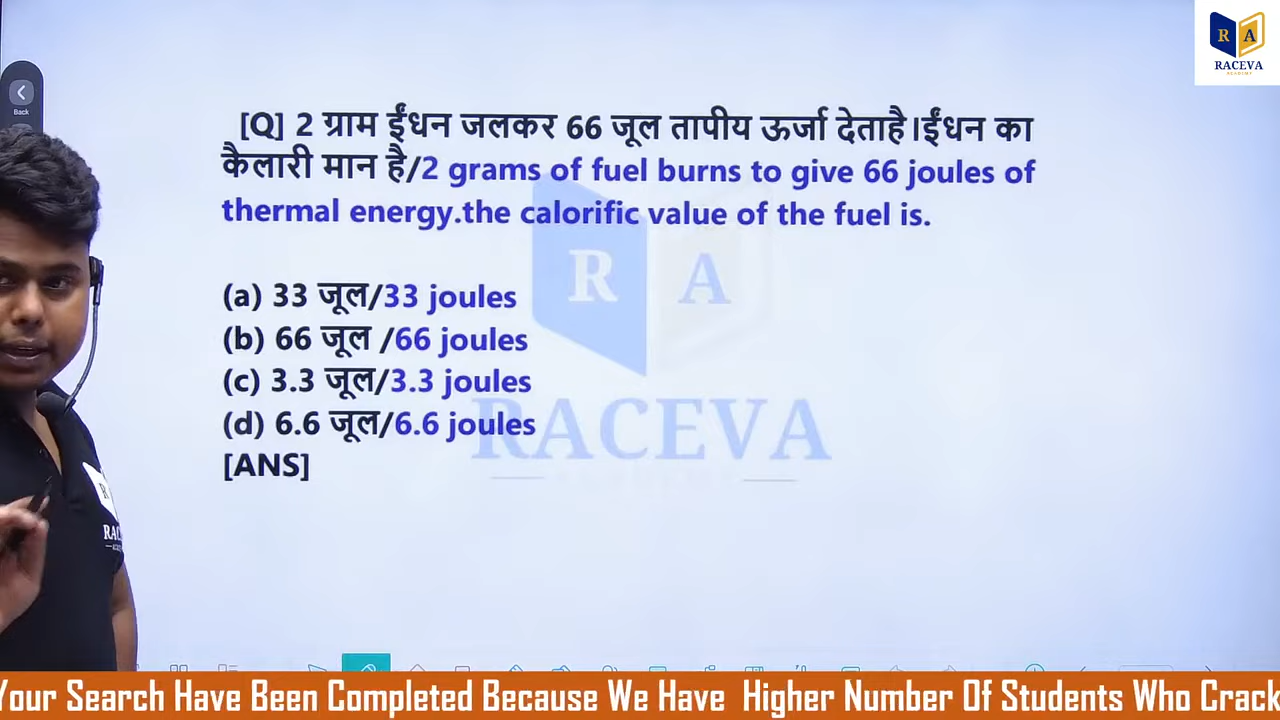 R A
RACEVA
ACADEMY
Back
[Q] 2 ग्राम ईंधन जलकर 66 जूल तापीय ऊर्जा देताहै।ईंधन का
कैलारी मान है/2 grams of fuel burns to give 66 joules of
thermal energy.the calorific value of the fuel is.
R A
(a) 33 जूल/33 joules
(b) 66 जूल /66 joules
(c) 3.3 जूल/3.3 joules
(d) 6.6 जूल/6.6 joules
RACEVA
[ANS]
R
RAC
Your Search Have Been Completed Because We Have Higher Number Of Students Who Crack